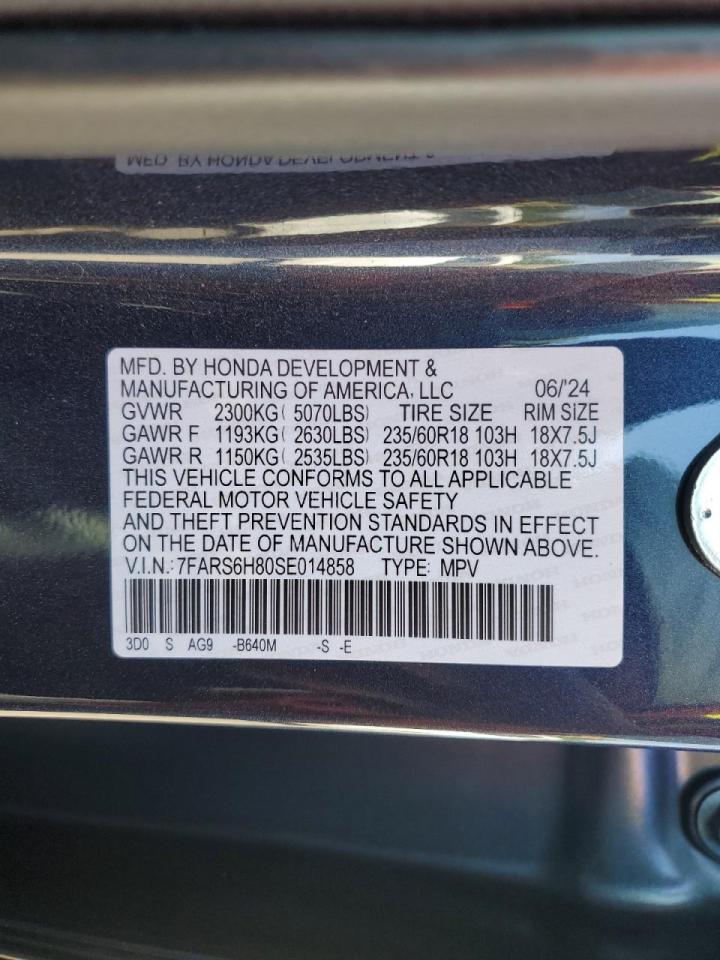 MFD. BY HONDA DEVELOPMENT &
MANUFACTURING OF AMERICA, LLC 06/'24
GVWR 2300KG( 5070LBS) TIRE SIZE RIM SIZE
GAWR F 1193KG( 2630LBS) 235/60R18 103H 18X7.5J
GAWR R 1150KG( 2535LBS) 235/60R18 103H 18X7.5J
THIS VEHICLE CONFORMS TO ALL APPLICABLE
FEDERAL MOTOR VEHICLE SAFETY
AND THEFT PREVENTION STANDARDS IN EFFECT
ON THE DATE OF MANUFACTURE SHOWN ABOVE.
V.I.N.:7FARS6H80SE014858 TYPE: MPV
3D0 S AG9 -B640M -S -E